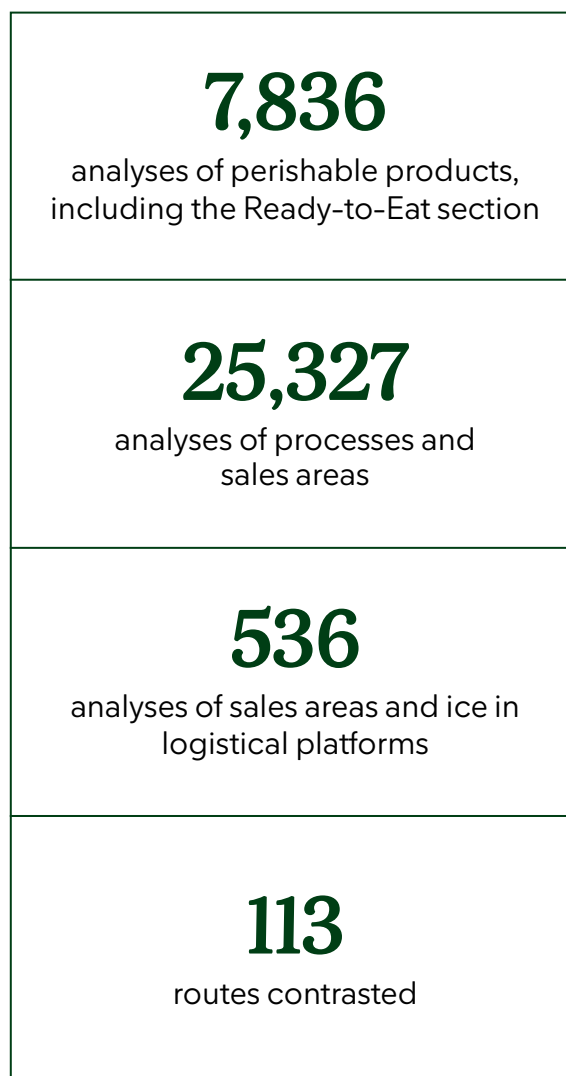 7,836
analyses of perishable products,
including the Ready-to-Eat section
25,327
analyses of processes and
sales areas
536
analyses of sales areas and ice in
logistical platforms
113
routes contrasted